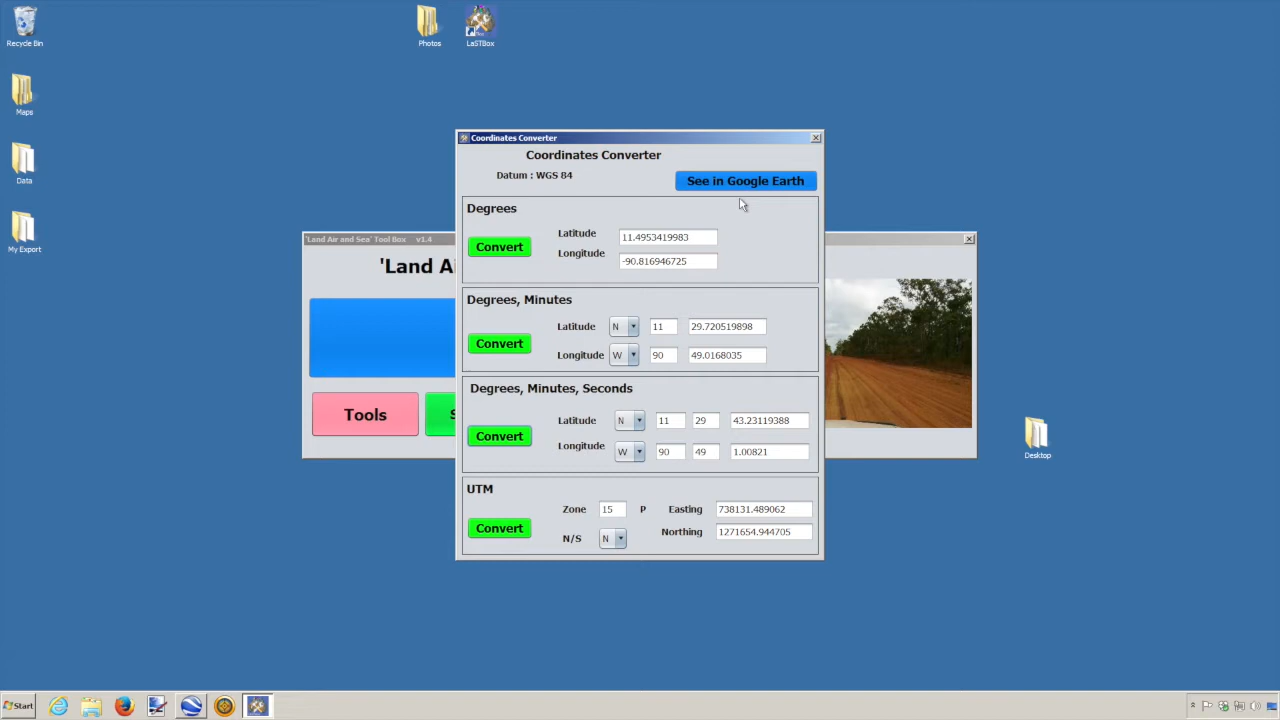 Recycle Bin
Photos
LaSTBox
Maps
Data
My Export
Desktop
'Land Air and Sea' Tool Box v1.4
'Land Ai
Tools
S
Coordinates Converter
Coordinates Converter
Datum : WGS 84
See in Google Earth
Degrees
Convert
Latitude 11.4953419983
Longitude -90.816946725
Degrees, Minutes
Convert
Latitude N 11 29.720519898
Longitude W 90 49.0168035
Degrees, Minutes, Seconds
Convert
Latitude N 11 29 43.23119388
Longitude W 90 49 1.00821
UTM
Convert
Zone 15 P Easting 738131.489062
N/S N Northing 1271654.944705
Start